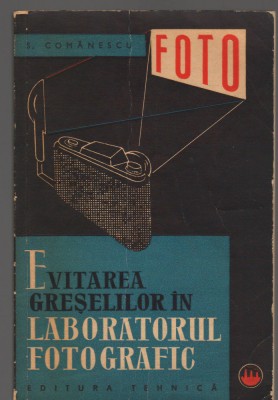 S. COMĂNESCU
FOTO
EVITAREA
GREȘELILOR ÎN
LABORATORUL
FOTOGRAFIC
EDITURA TEHNICĂ